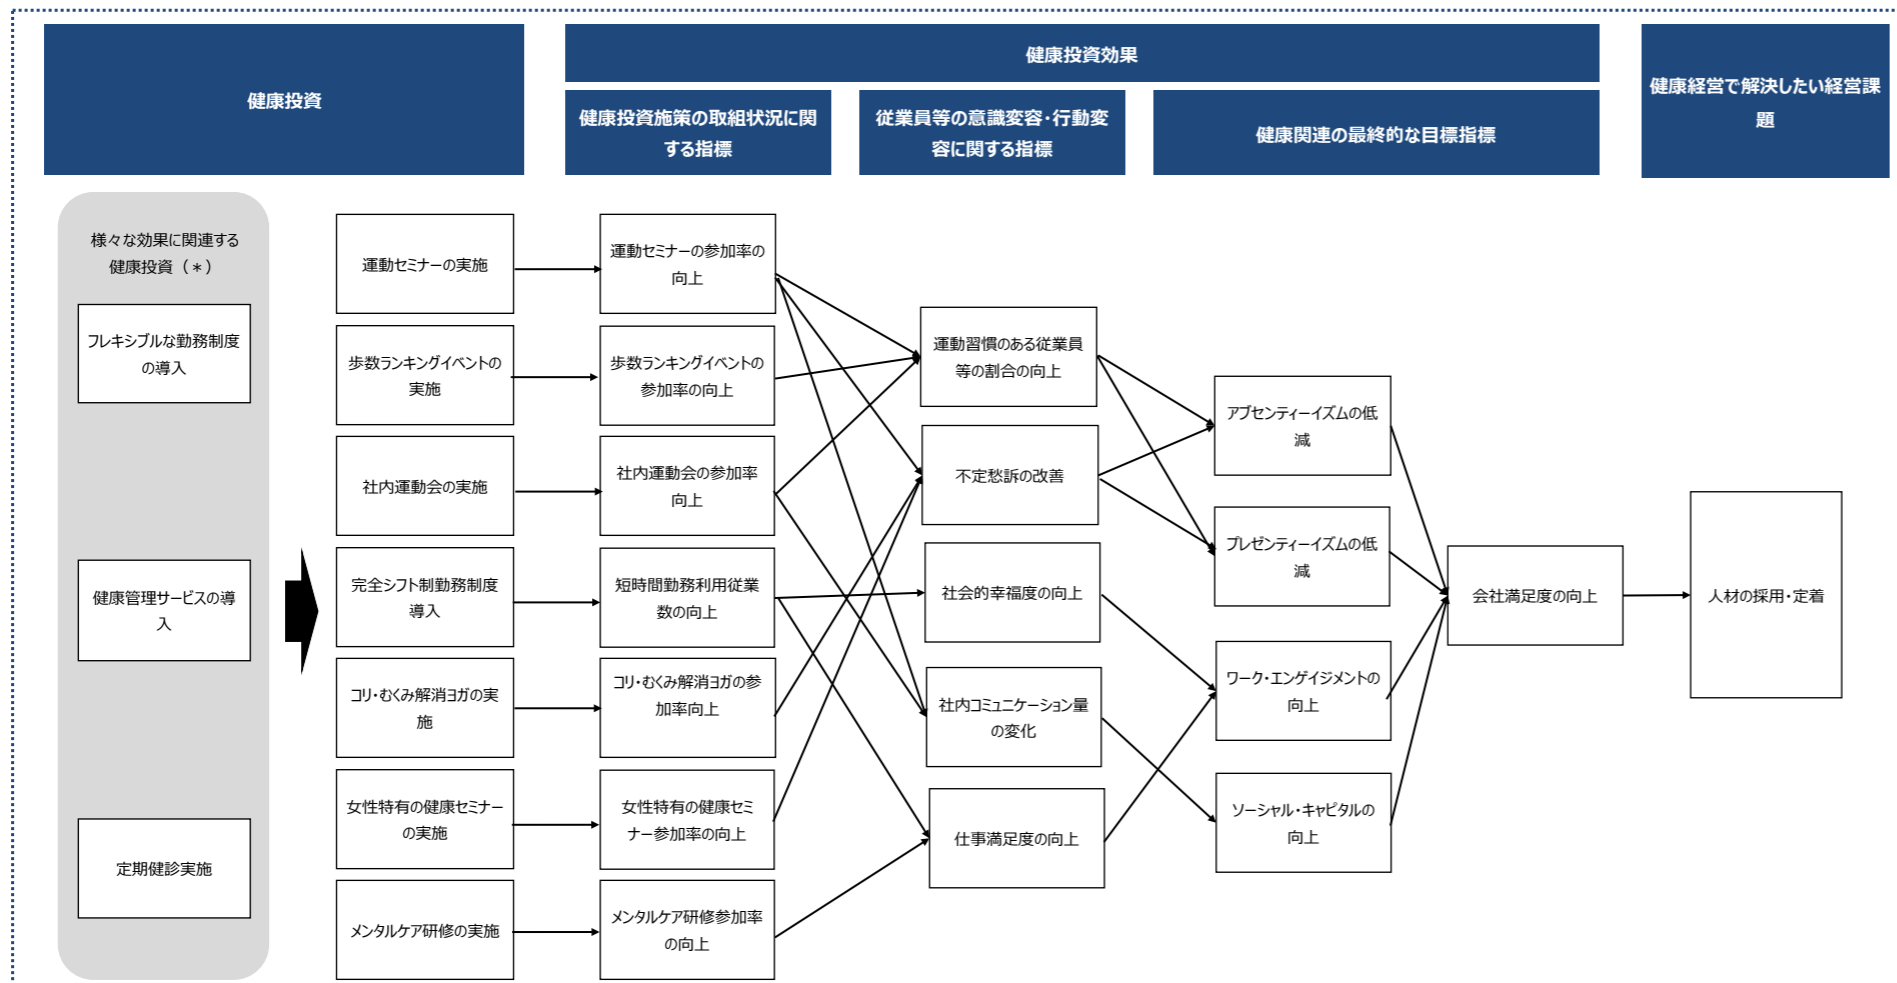 健康投資
健康投資効果
健康投資施策の取組状況に関
する指標
従業員等の意識変容・行動変
容に関する指標
健康関連の最終的な目標指標
健康経営で解決したい経営課
題
様々な効果に関連する
健康投資（＊）
フレキシブルな勤務制度
の導入
健康管理サービスの導
入
定期健診実施
運動セミナーの実施
歩数ランキングイベントの
実施
社内運動会の実施
完全シフト制勤務制度
導入
コリ・むくみ解消ヨガの実
施
女性特有の健康セミナー
の実施
メンタルケア研修の実施
運動セミナーの参加率の
向上
歩数ランキングイベントの
参加率の向上
社内運動会の参加率
向上
短時間勤務利用従業
数の向上
コリ・むくみ解消ヨガの参
加率向上
女性特有の健康セミ
ナー参加率の向上
メンタルケア研修参加率
の向上
運動習慣のある従業員
等の割合の向上
不定愁訴の改善
社会的幸福度の向上
社内コミュニケーション量
の変化
仕事満足度の向上
アブセンティーイズムの低
減
プレゼンティーイズムの低
減
ワーク・エンゲイジメントの
向上
ソーシャル・キャピタルの
向上
会社満足度の向上
人材の採用・定着